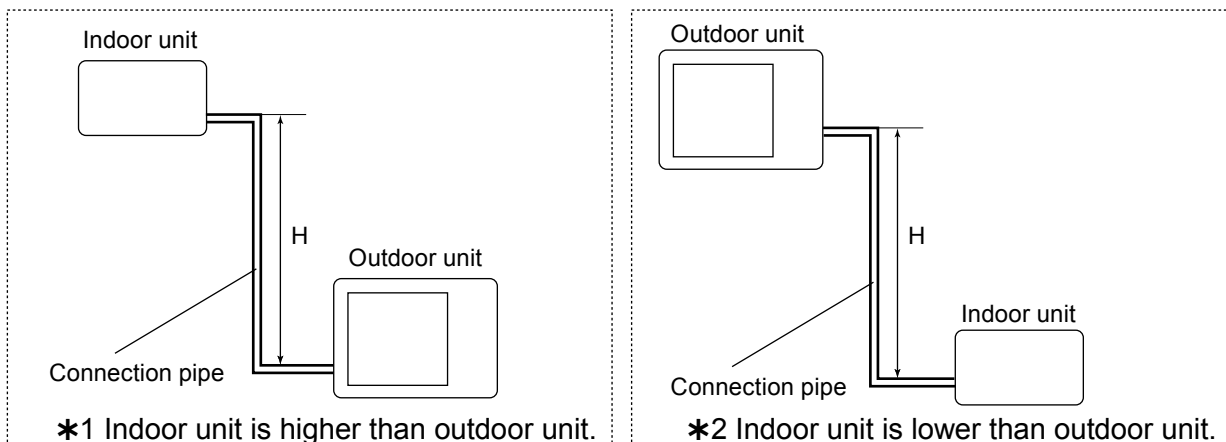 Indoor unit
H
Outdoor unit
Connection pipe
✱1 Indoor unit is higher than outdoor unit.
Outdoor unit
H
Indoor unit
Connection pipe
✱2 Indoor unit is lower than outdoor unit.